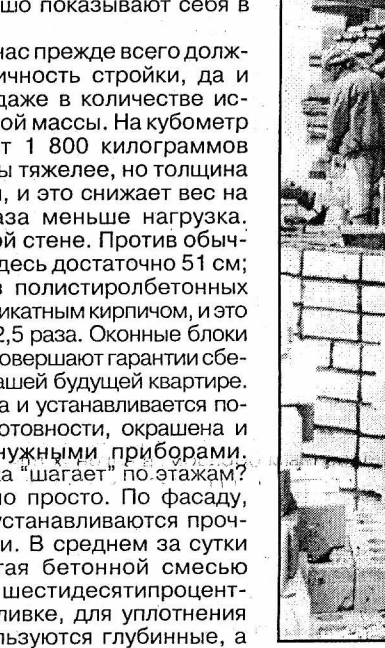 шо показывают себя в
нас прежде всего долж-
ичность стройки, да и
даже в количестве ис-
ой массы. На кубометр
т 1 800 килограммов
ы тяжелее, но толщина
и, и это снижает вес на
аза меньше нагрузка.
ой стене. Против обыч-
десь достаточно 51 см;
з полистиролбетонных
икатным кирпичом, и это
2,5 раза. Оконные блоки
овершают гарантии сбе-
ашей будущей квартире.
а и устанавливается по-
отовности, окрашена и
нужными приборами.
а "шагает" по этажам?
но просто. По фасаду,
устанавливаются проч-
и. В среднем за сутки
тая бетонной смесью
шестидесятипроцент-
ливке, для уплотнения
льзуются глубинные, а